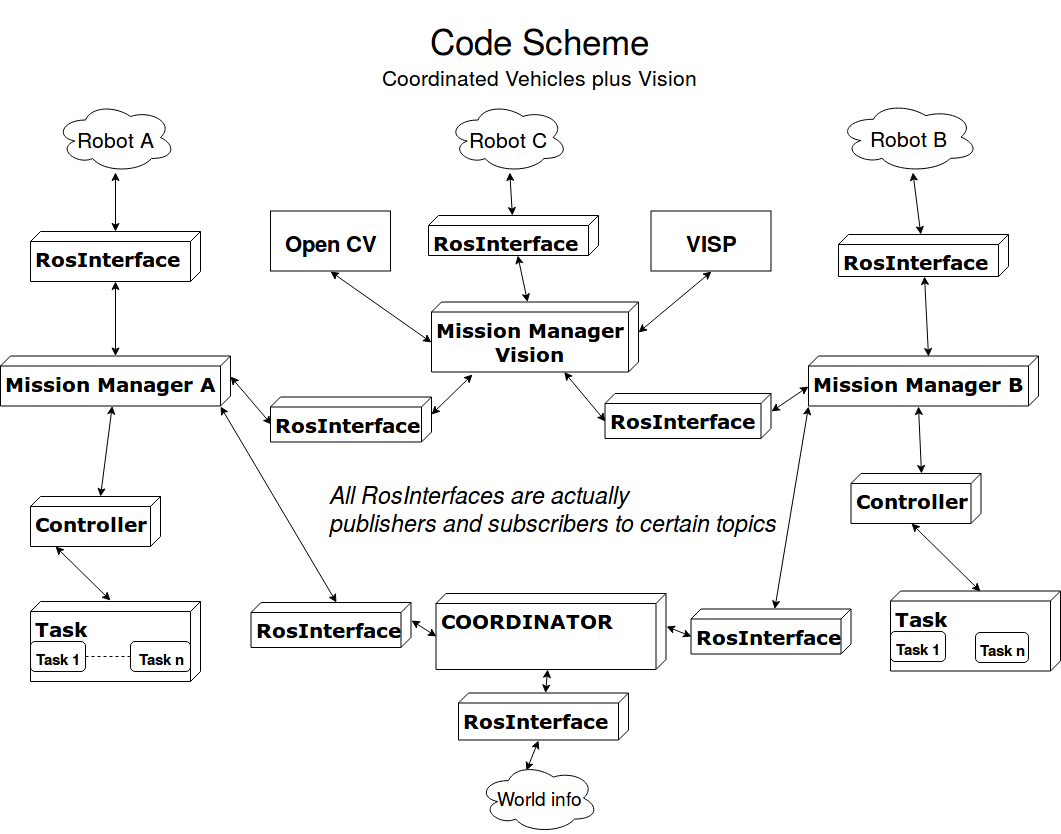 Code Scheme
Coordinated Vehicles plus Vision
Robot A
Robot C
Robot B
RosInterface
Open CV
RosInterface
VISP
RosInterface
Mission Manager
Vision
Mission Manager A
Mission Manager B
RosInterface
RosInterface
All RosInterfaces are actually
publishers and subscribers to certain topics
Controller
Controller
RosInterface
COORDINATOR
RosInterface
Task
Task 1
Task n
Task
Task 1
Task n
RosInterface
World info